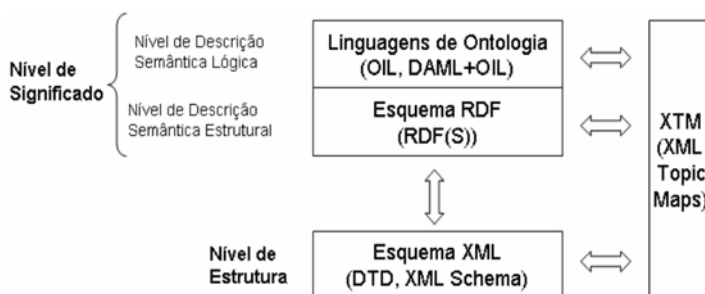 Nível de
Significado
Nível de Descrição
Semântica Lógica
Nível de Descrição
Semântica Estrutural
Linguagens de Ontologia
(OIL, DAML+OIL)
Esquema RDF
(RDF(S))
Nível de
Estrutura
Esquema XML
(DTD, XML Schema)
XTM
(XML
Topic
Maps)